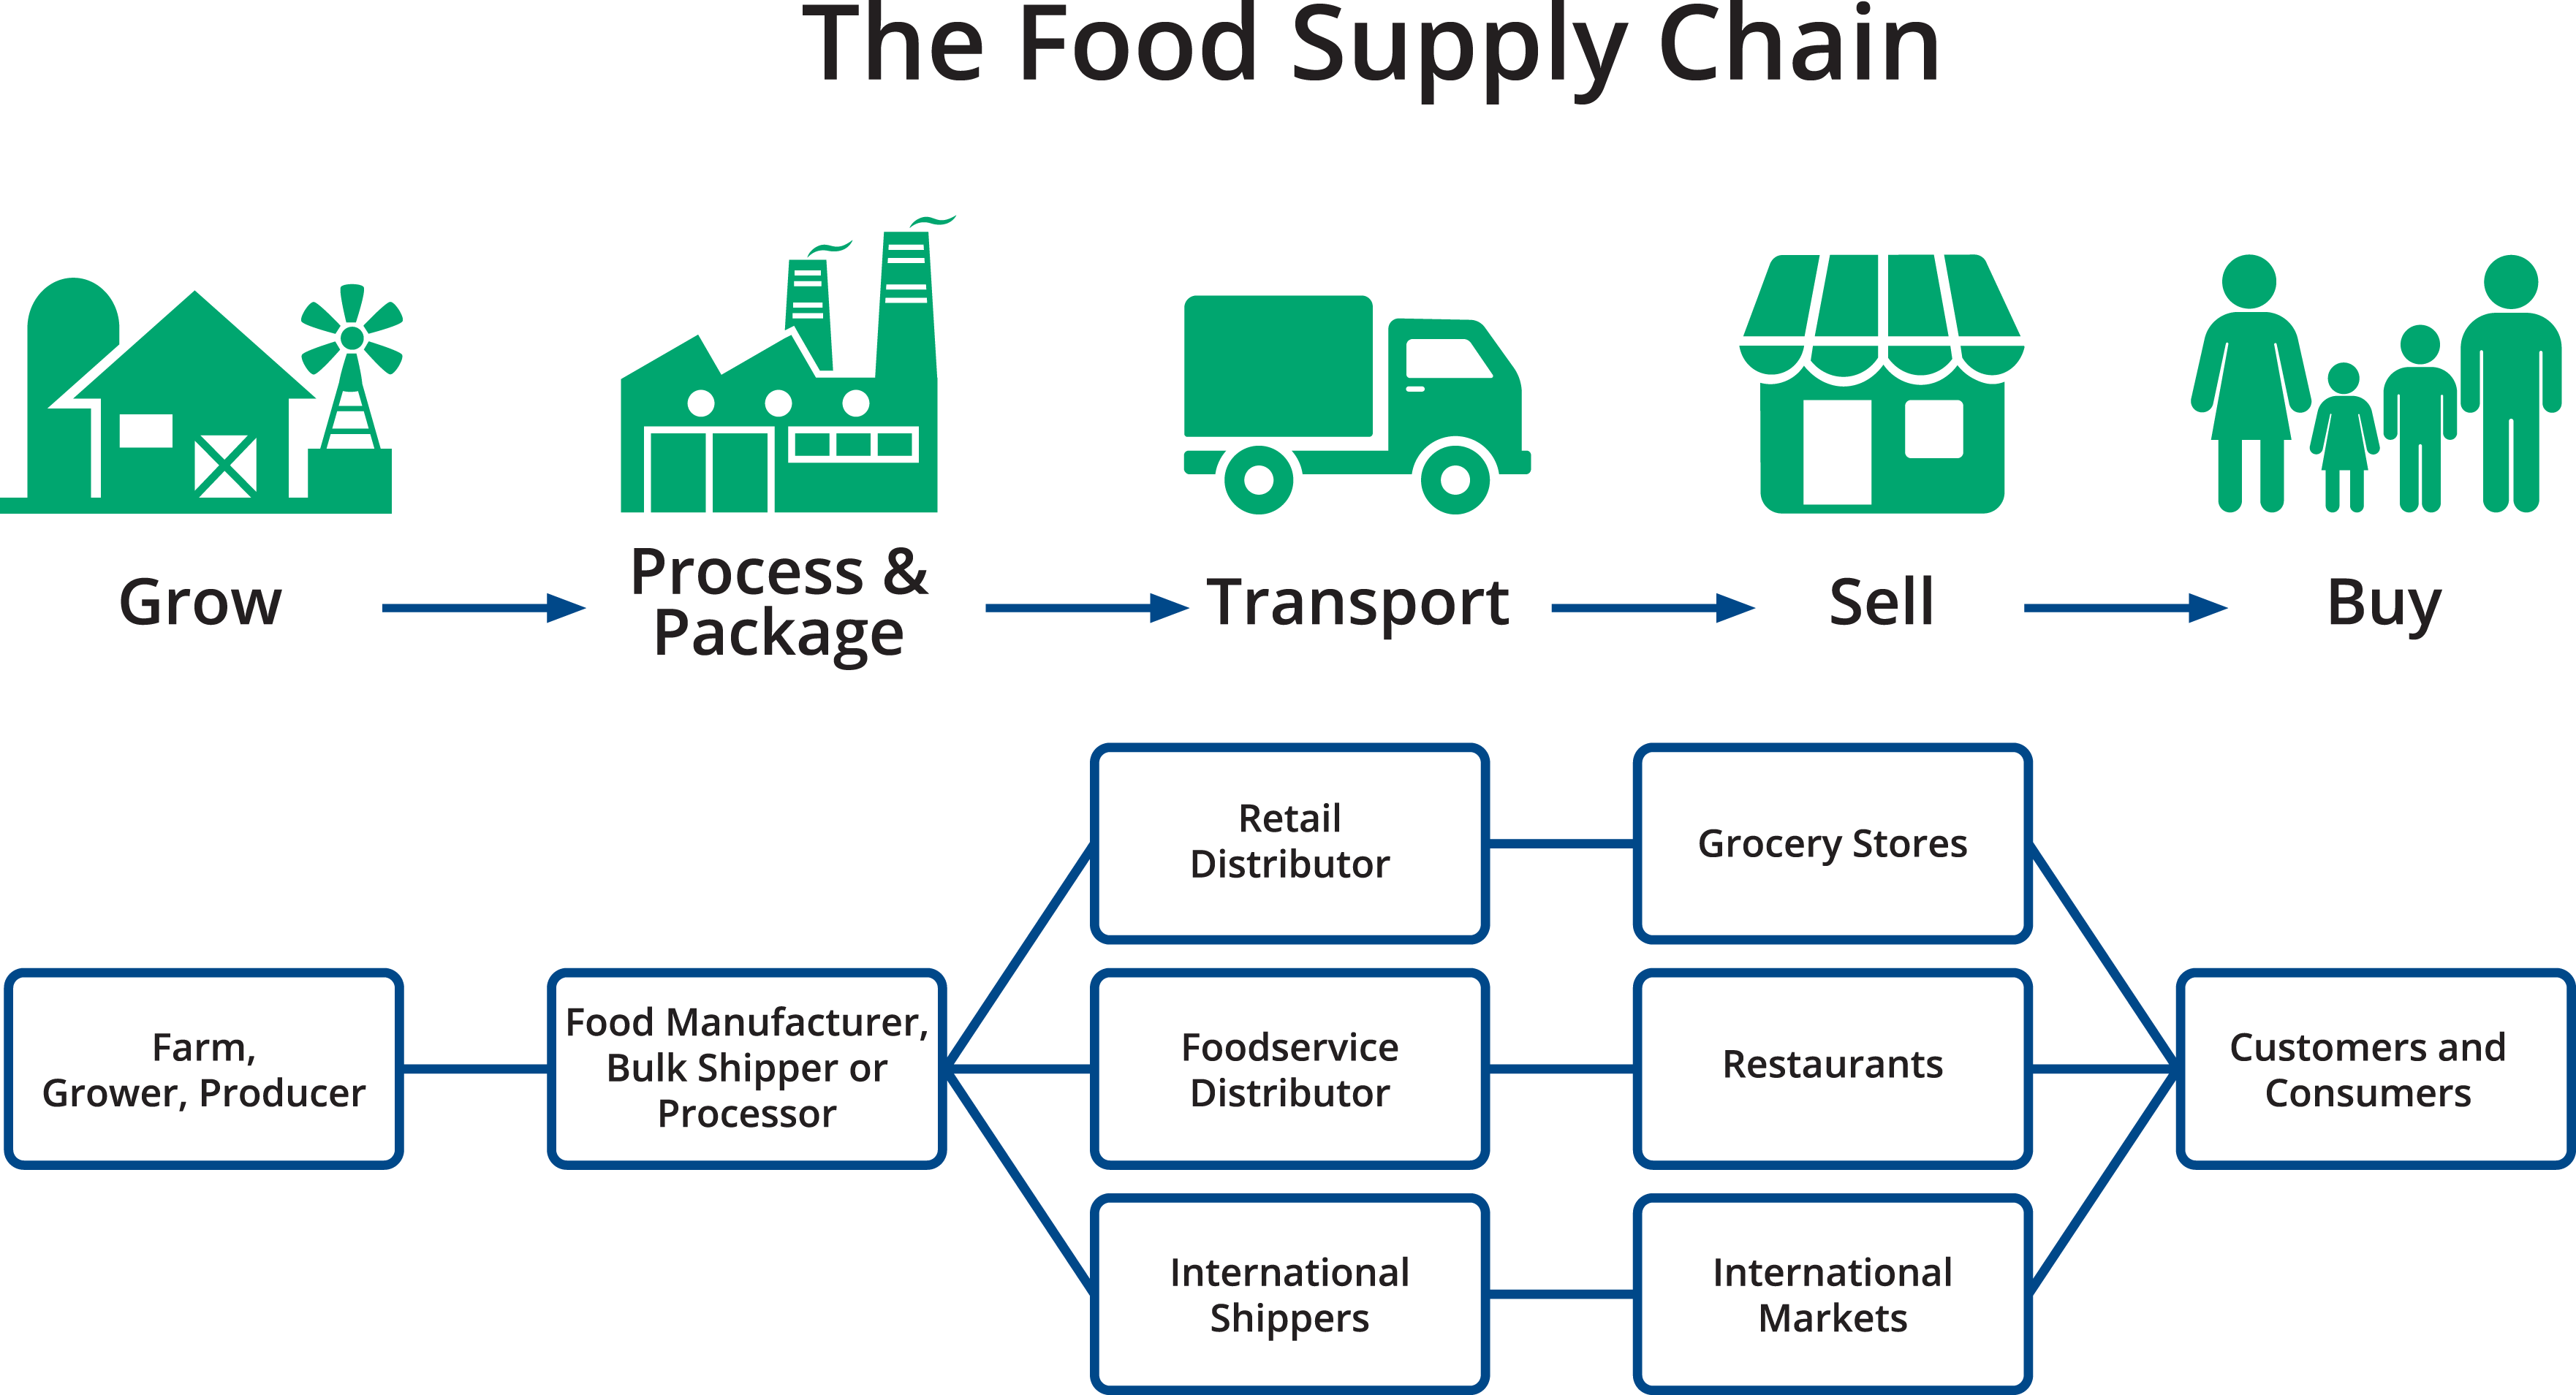 The Food Supply Chain
Grow
Process &
Package
Transport
Sell
Buy
Retail
Distributor
Grocery Stores
Farm,
Grower, Producer
Food Manufacturer,
Bulk Shipper or
Processor
Foodservice
Distributor
Restaurants
Customers and
Consumers
International
Shippers
International
Markets